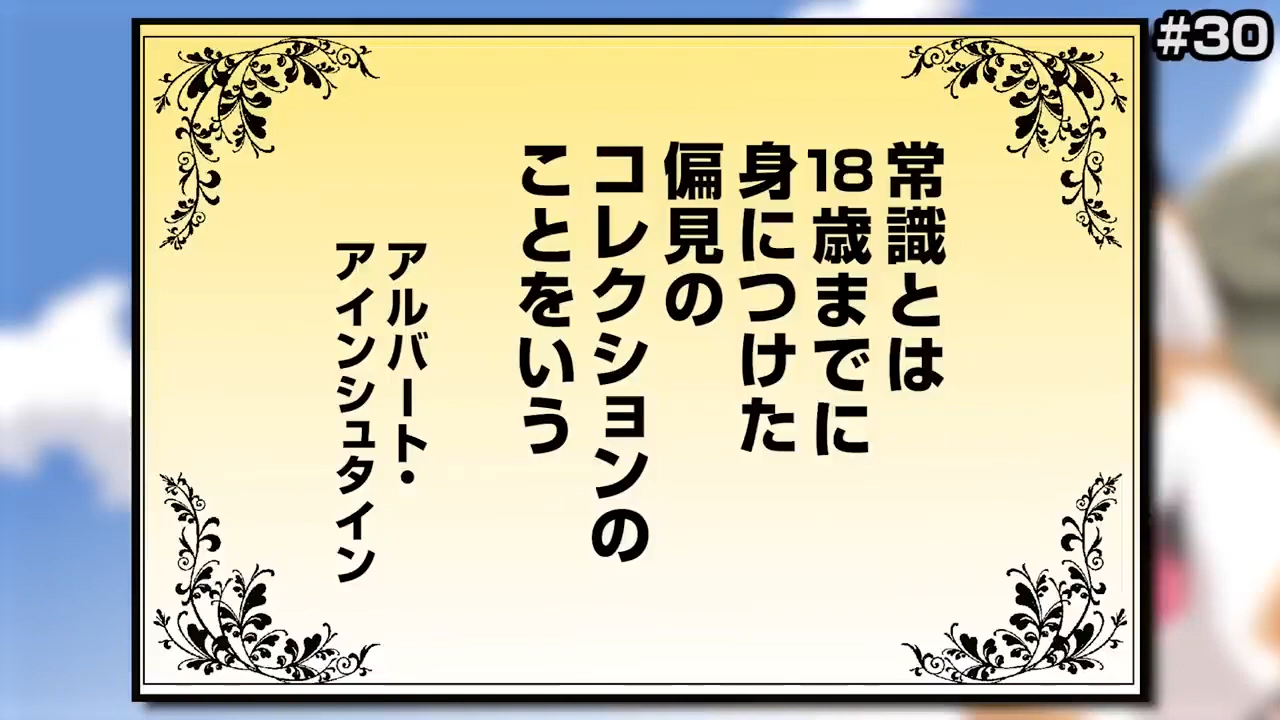 #30
常識とは
18歳までに
身につけた
偏見の
コレクションの
ことをいう
アルバート・
アインシュタイン